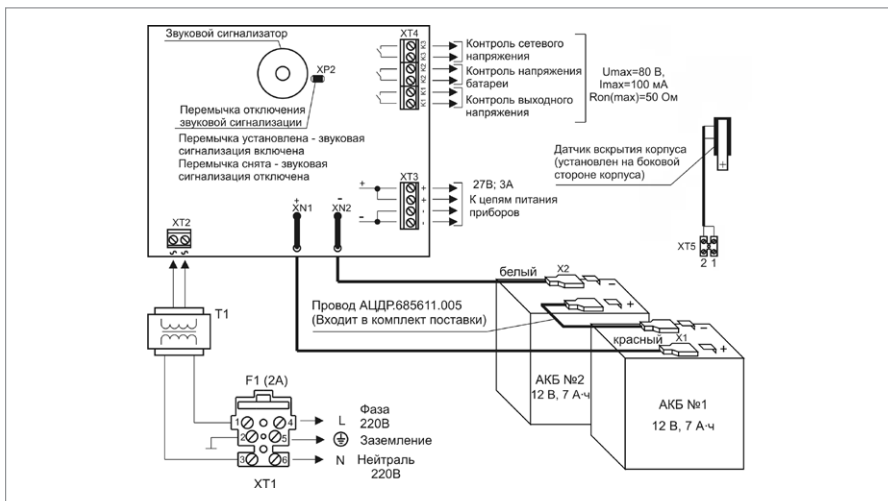 Звуковой сигнализатор
XP2
Перемычка отключения
звуковой сигнализации
Перемычка установлена - звуковая
сигнализация включена
Перемычка снята - звуковая
сигнализация отключена
XT4
K3
K3
K2
K2
K1
K1
Контроль сетевого
напряжения
Контроль напряжения
батареи
Контроль выходного
напряжения
Umax=80 В,
Imax=100 мА
Ron(max)=50 Ом
Датчик вскрытия корпуса
(установлен на боковой
стороне корпуса)
+
XT5
2 1
XT3
+ +
+
-
- -
27В; 3А
К цепям питания
приборов
XT2
+
XN1
-
XN2
T1
белый
X2
-
+
Провод АЦДР.685611.005
(Входит в комплект поставки)
красный
X1
-
+
АКБ №2
12 В, 7 А·ч
АКБ №1
12 В, 7 А·ч
F1 (2A)
1 4
2 5
3 6
XT1
L
Фаза
220В
Заземление
N
Нейтраль
220В